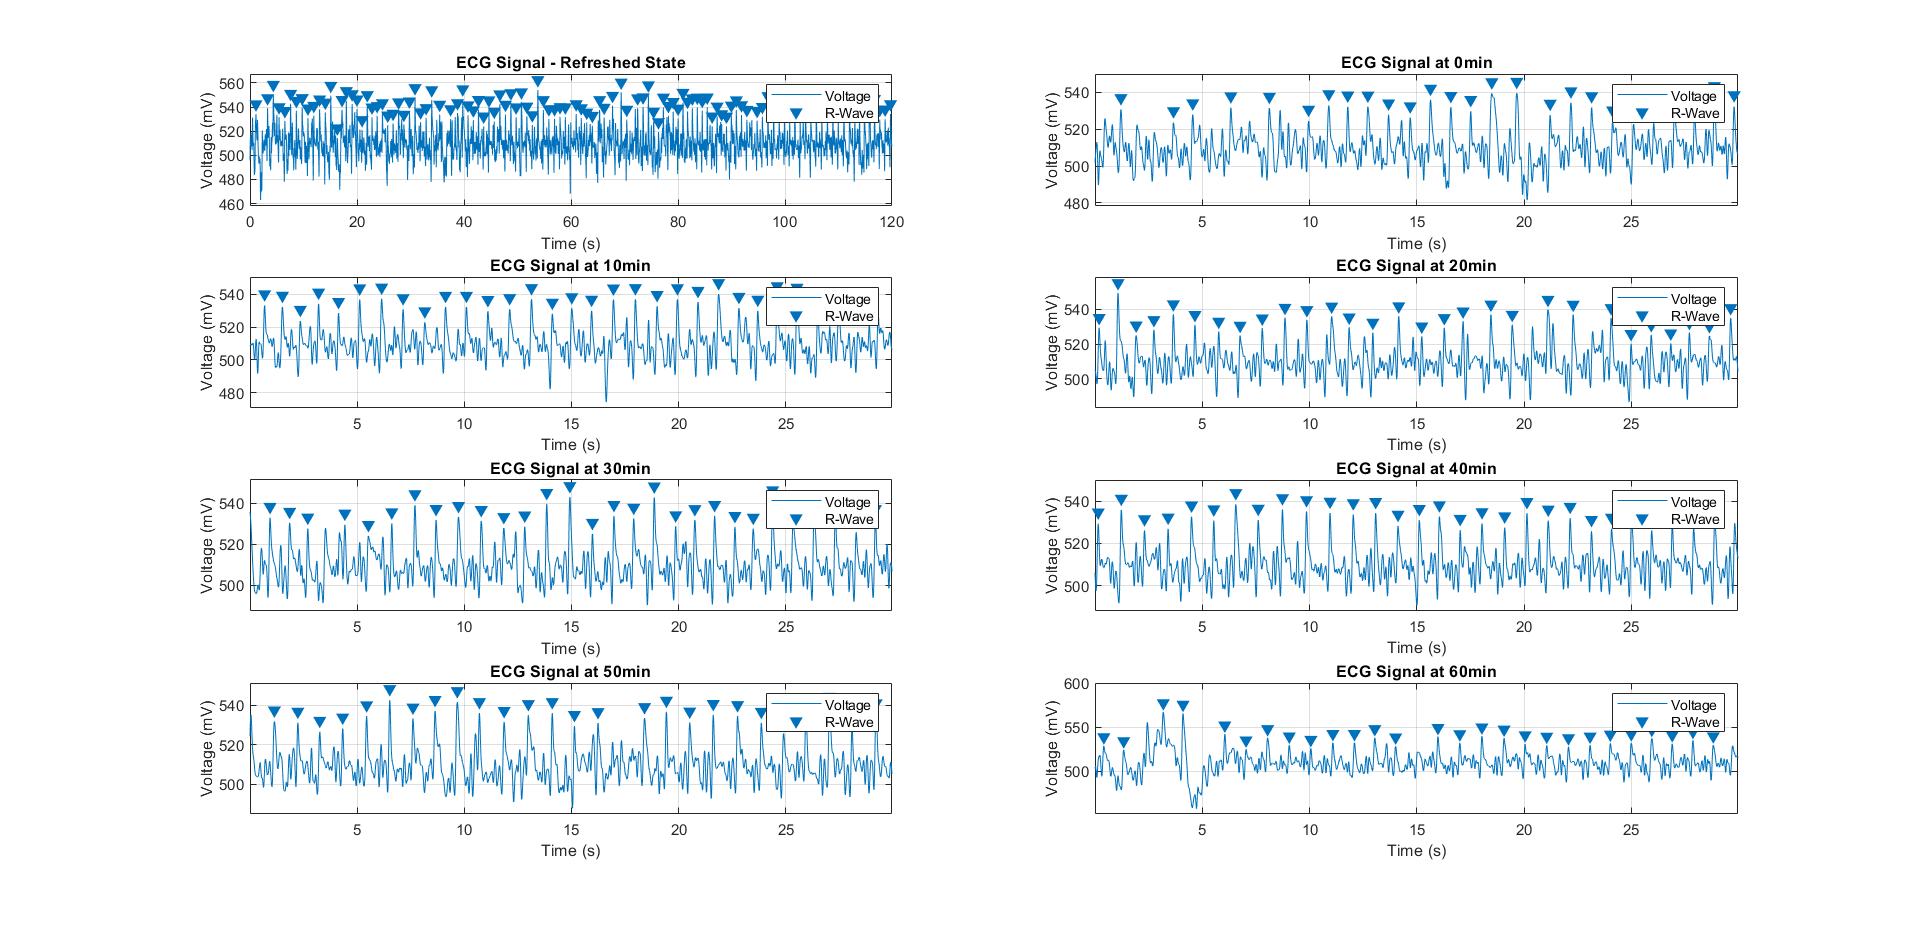 ECG Signal - Refreshed State
Voltage (mV)
560
540
520
500
480
460
0 20 40 60 80 100 120
Time (s)
Voltage
R-Wave
ECG Signal at 0min
Voltage (mV)
540
520
500
480
5 10 15 20 25
Time (s)
Voltage
R-Wave
ECG Signal at 10min
Voltage (mV)
540
520
500
480
5 10 15 20 25
Time (s)
Voltage
R-Wave
ECG Signal at 20min
Voltage (mV)
540
520
500
5 10 15 20 25
Time (s)
Voltage
R-Wave
ECG Signal at 30min
Voltage (mV)
540
520
500
5 10 15 20 25
Time (s)
Voltage
R-Wave
ECG Signal at 40min
Voltage (mV)
540
520
500
5 10 15 20 25
Time (s)
Voltage
R-Wave
ECG Signal at 50min
Voltage (mV)
540
520
500
5 10 15 20 25
Time (s)
Voltage
R-Wave
ECG Signal at 60min
Voltage (mV)
600
550
500
5 10 15 20 25
Time (s)
Voltage
R-Wave